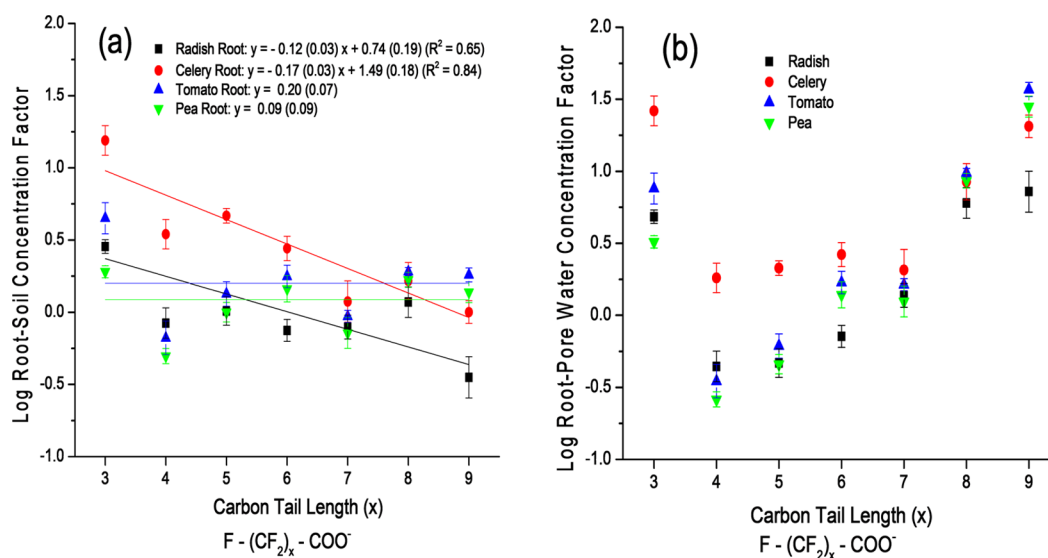 (a)
Radish Root: y = - 0.12 (0.03) x + 0.74 (0.19) (R² = 0.65)
Celery Root: y = - 0.17 (0.03) x + 1.49 (0.18) (R² = 0.84)
Tomato Root: y = 0.20 (0.07)
Pea Root: y = 0.09 (0.09)
Log Root-Soil Concentration Factor
2.0
1.5
1.0
0.5
0.0
-0.5
-1.0
3 4 5 6 7 8 9
Carbon Tail Length (x)
F - (CF₂)ₓ - COO⁻
(b)
Radish
Celery
Tomato
Pea
Log Root-Pore Water Concentration Factor
2.0
1.5
1.0
0.5
0.0
-0.5
-1.0
3 4 5 6 7 8 9
Carbon Tail Length (x)
F - (CF₂)ₓ - COO⁻